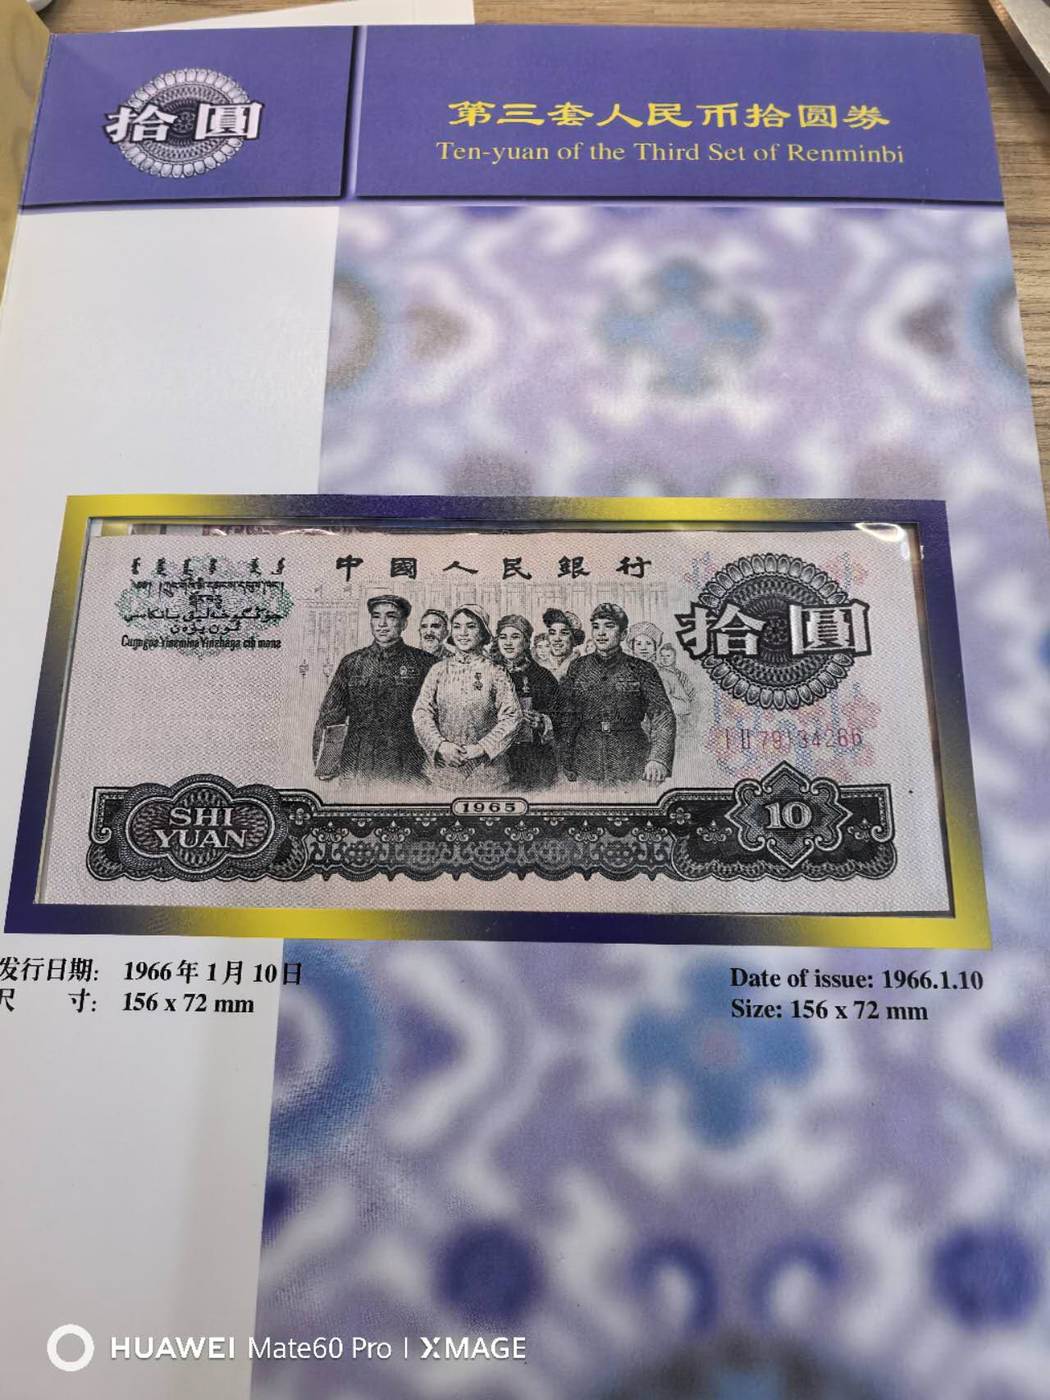 拾圓
第三套人民币拾圆券
Ten-yuan of the Third Set of Renminbi
中國人民銀行
拾圓
1965
SHI
YUAN
10
发行日期: 1966年1月10日
尺 寸: 156 x 72 mm
Date of issue: 1966.1.10
Size: 156 x 72 mm
HUAWEI Mate60 Pro | XMAGE